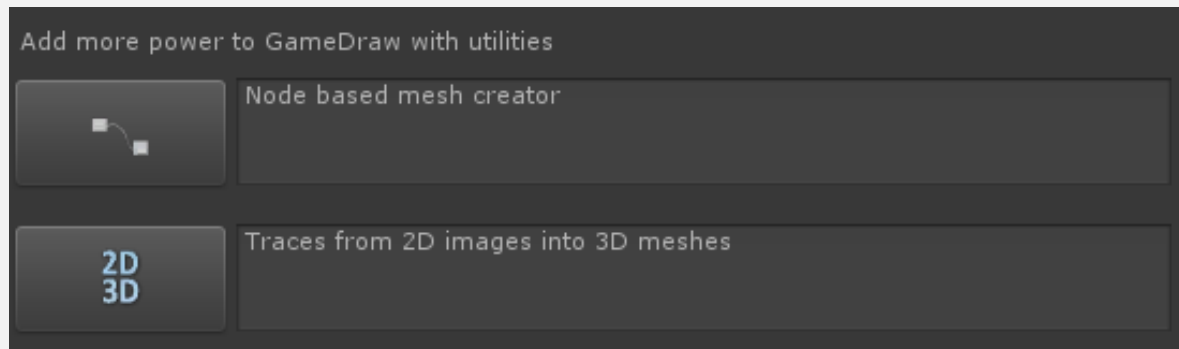 Add more power to GameDraw with utilities
Node based mesh creator
2D
3D
Traces from 2D images into 3D meshes